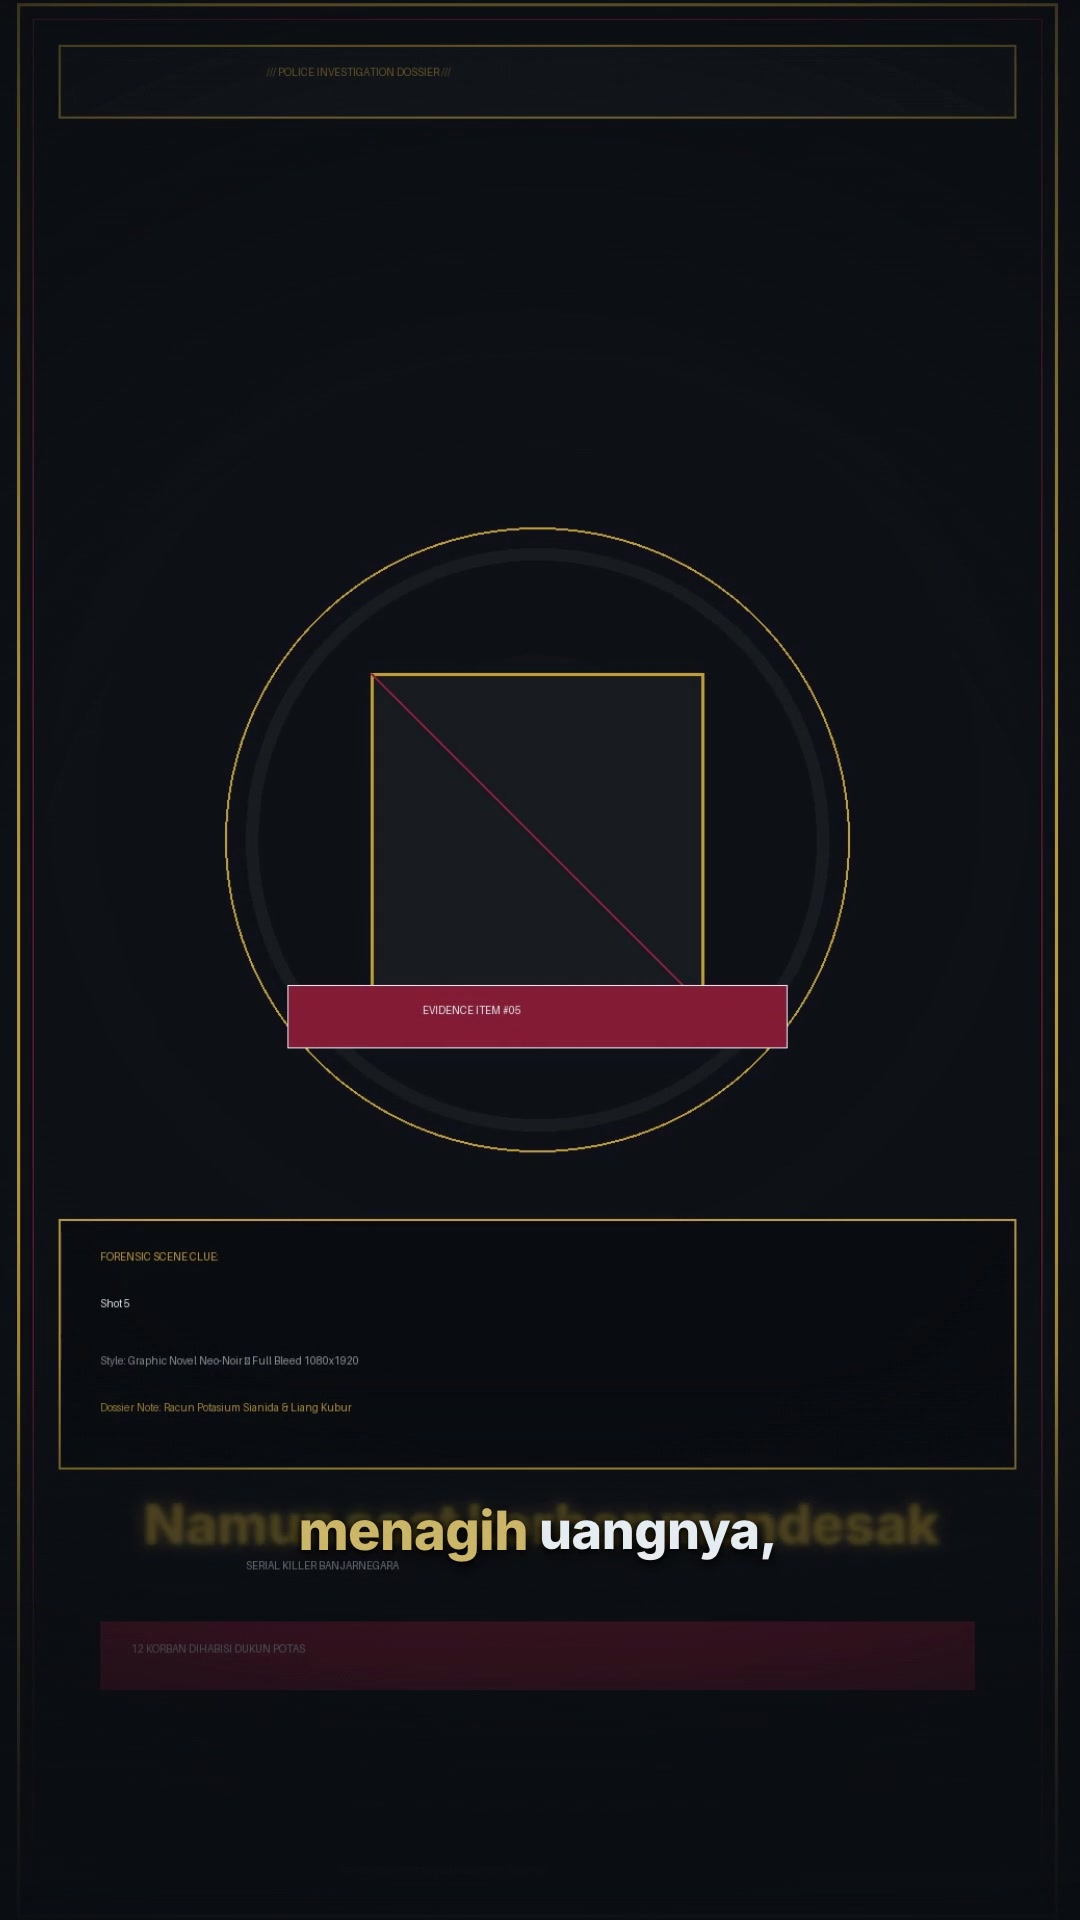 /// POLICE INVESTIGATION DOSSIER ///
EVIDENCE ITEM #05
FORENSIC SCENE CLUE:
Shot 5
Style: Graphic Novel Neo-Noir Full Bleed 1080x1920
Dossier Note: Racun Potasium Sianida & Liang Kubur
menagih uangnya,
SERIAL KILLER BANJARNEGARA
12 KORBAN DIHABISI DUKUN POTAS